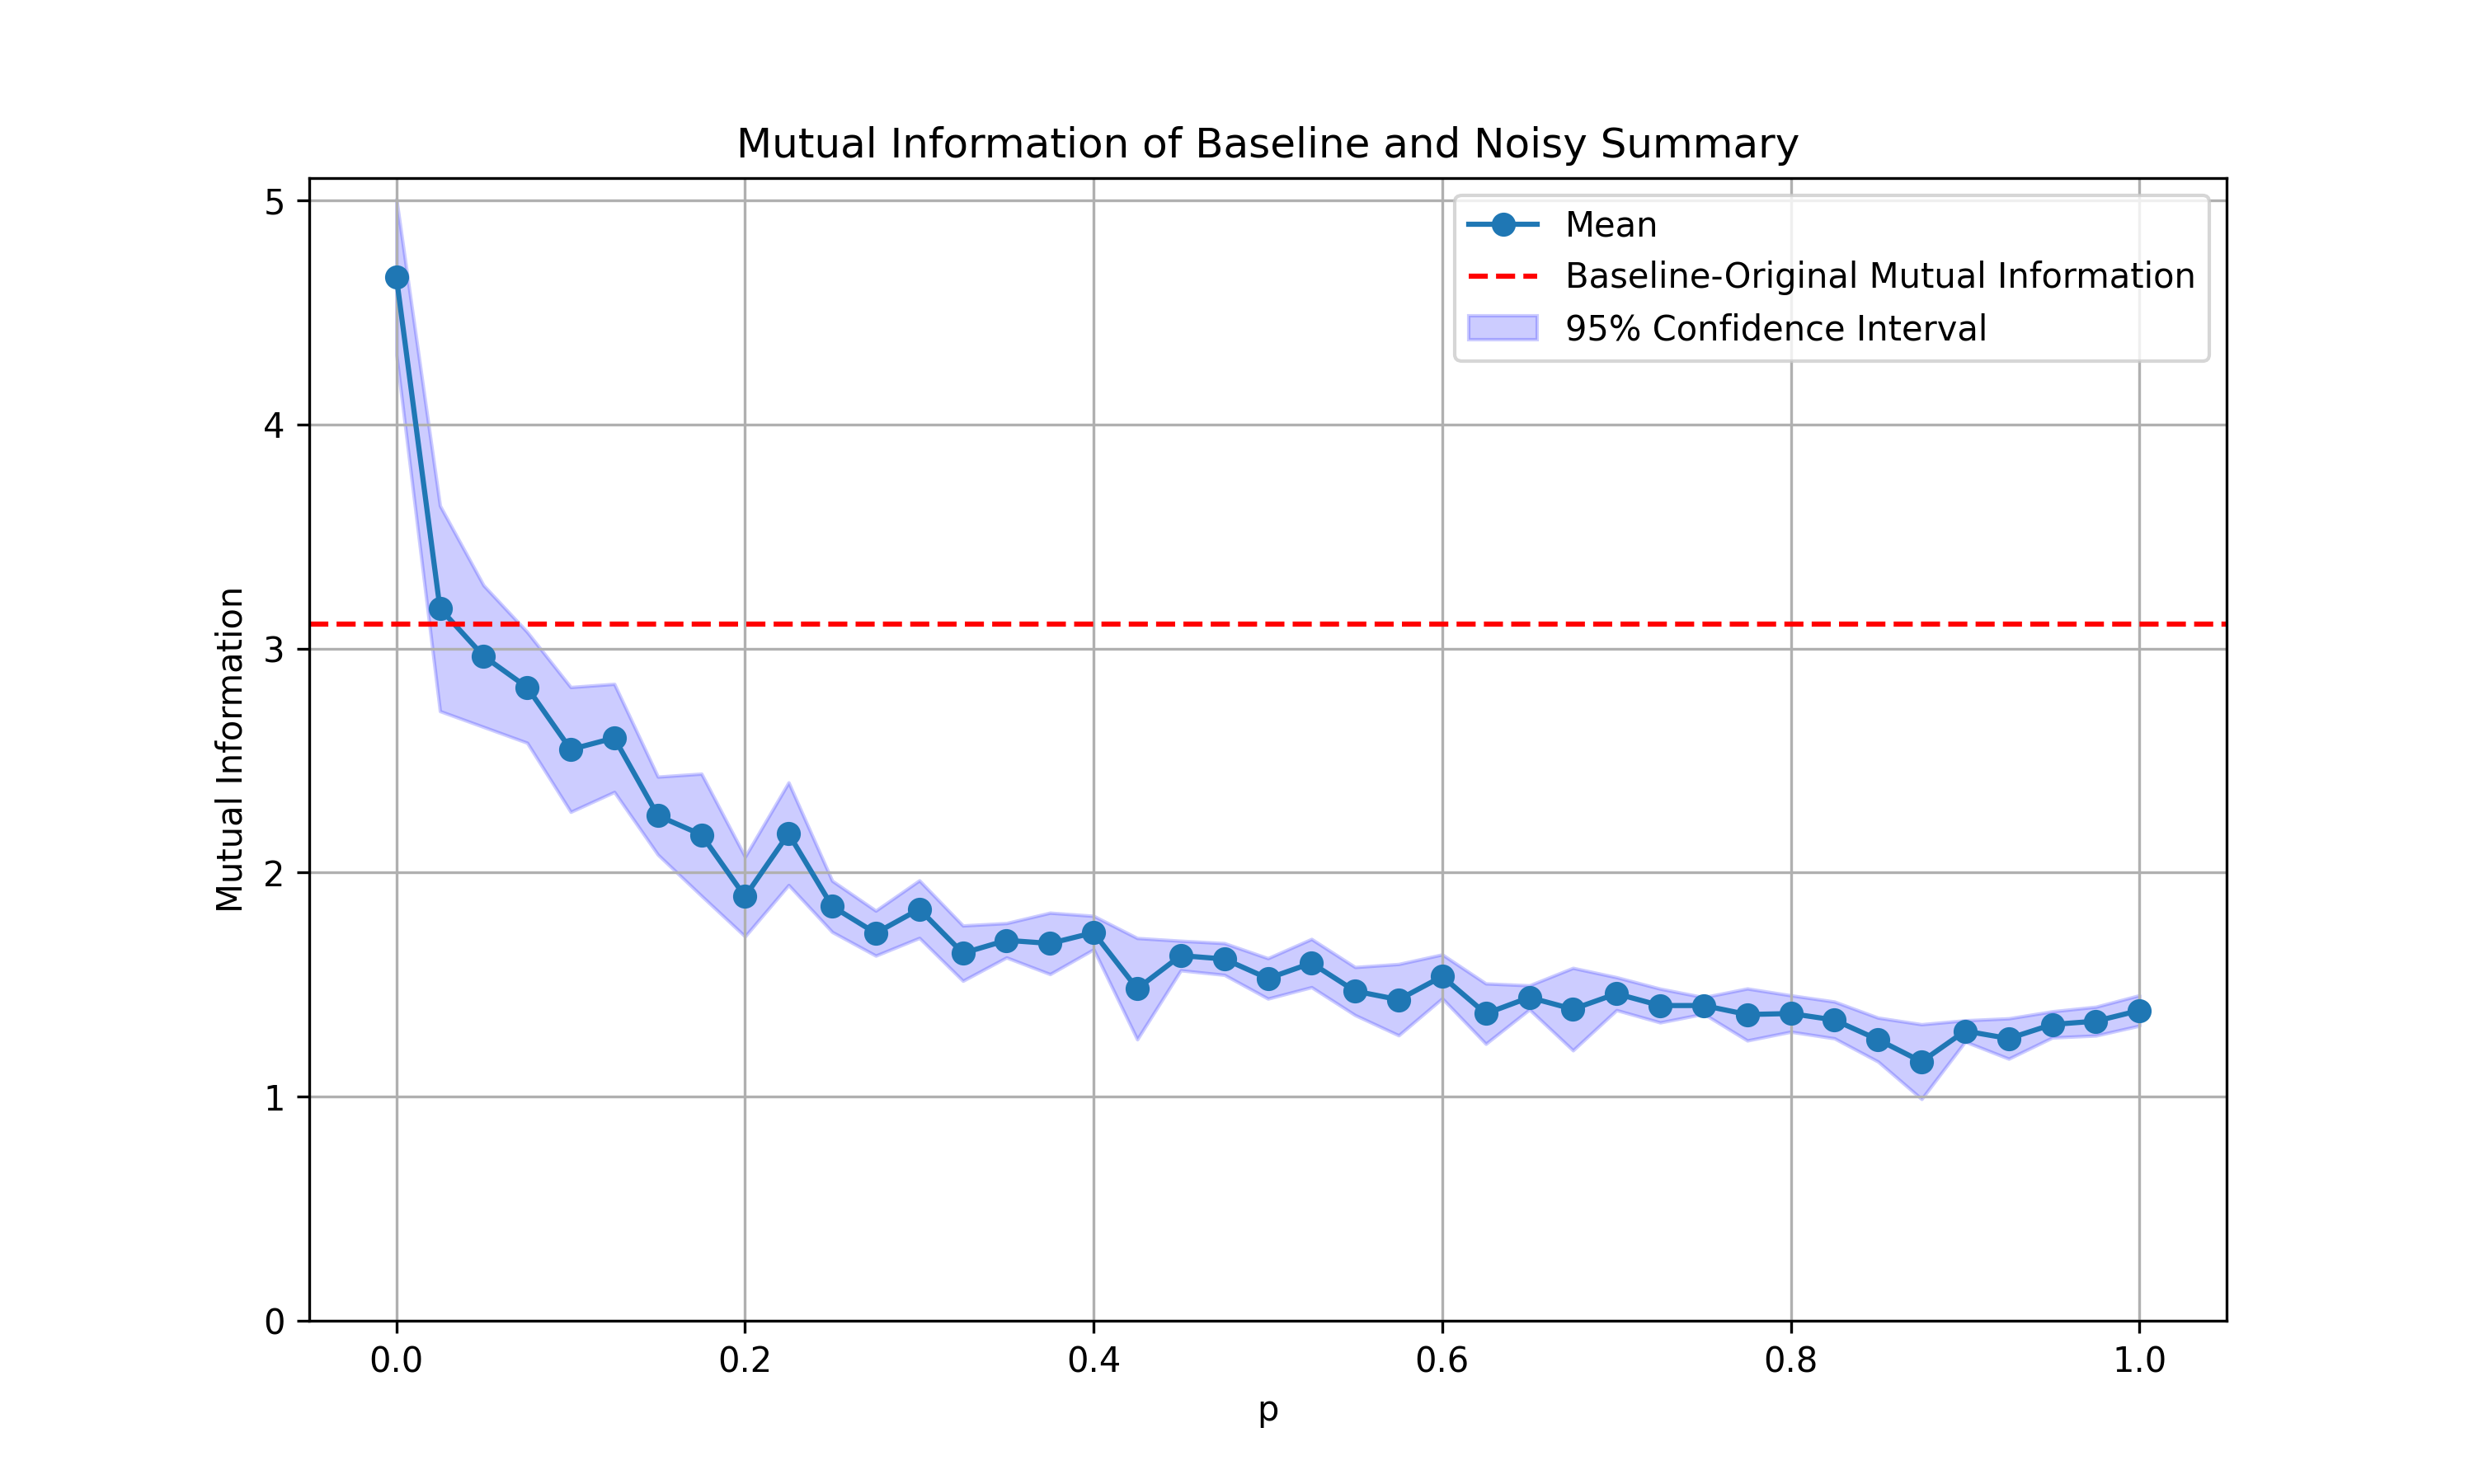 Mutual Information of Baseline and Noisy Summary
Mean
Baseline-Original Mutual Information
95% Confidence Interval
Mutual Information
5
4
3
2
1
0
0.0 0.2 0.4 0.6 0.8 1.0
p